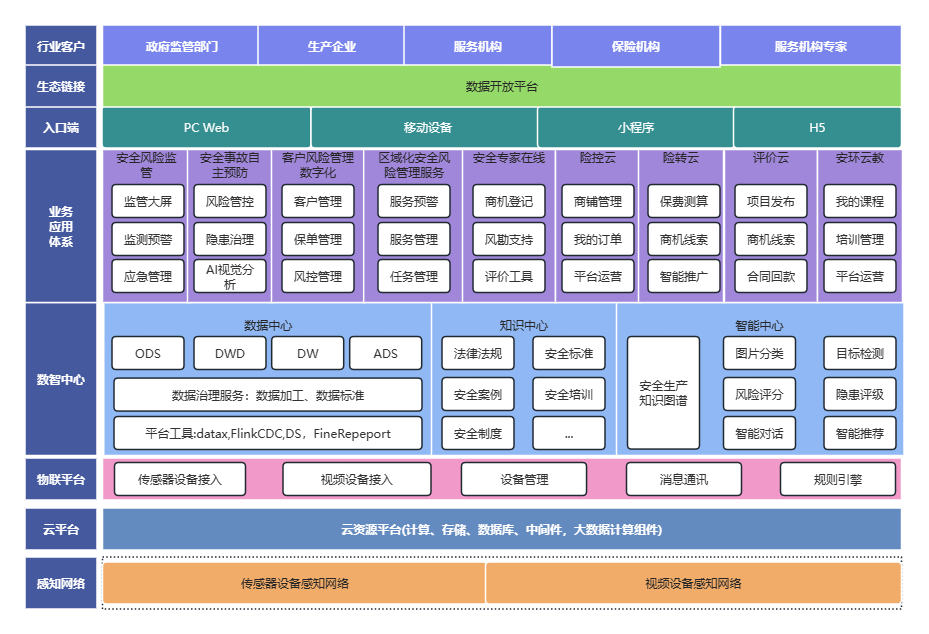 行业客户
政府监管部门
生产企业
服务机构
保险机构
服务机构专家
生态链接
数据开放平台
入口端
PC Web
移动设备
小程序
H5
业务
应用
体系
安全风险监
管
监管大屏
监测预警
应急管理
安全事故自
主预防
风险管控
隐患治理
AI视觉分
析
客户风险管理
数字化
客户管理
保单管理
风控管理
区域化安全风
险管理服务
服务预警
服务管理
任务管理
安全专家在线
商机登记
风勘支持
评价工具
险控云
商铺管理
我的订单
平台运营
险转云
保费测算
商机线索
智能推广
评价云
项目发布
商机线索
合同回款
安环云教
我的课程
培训管理
平台运营
数智中心
数据中心
ODS
DWD
DW
ADS
数据治理服务：数据加工、数据标准
平台工具:datax,FlinkCDC,DS，FineRepeport
知识中心
法律法规
安全标准
安全案例
安全培训
安全制度
...
智能中心
安全生产
知识图谱
图片分类
目标检测
风险评分
隐患评级
智能对话
智能推荐
物联平台
传感器设备接入
视频设备接入
设备管理
消息通讯
规则引擎
云平台
云资源平台(计算、存储、数据库、中间件，大数据计算组件)
感知网络
传感器设备感知网络
视频设备感知网络